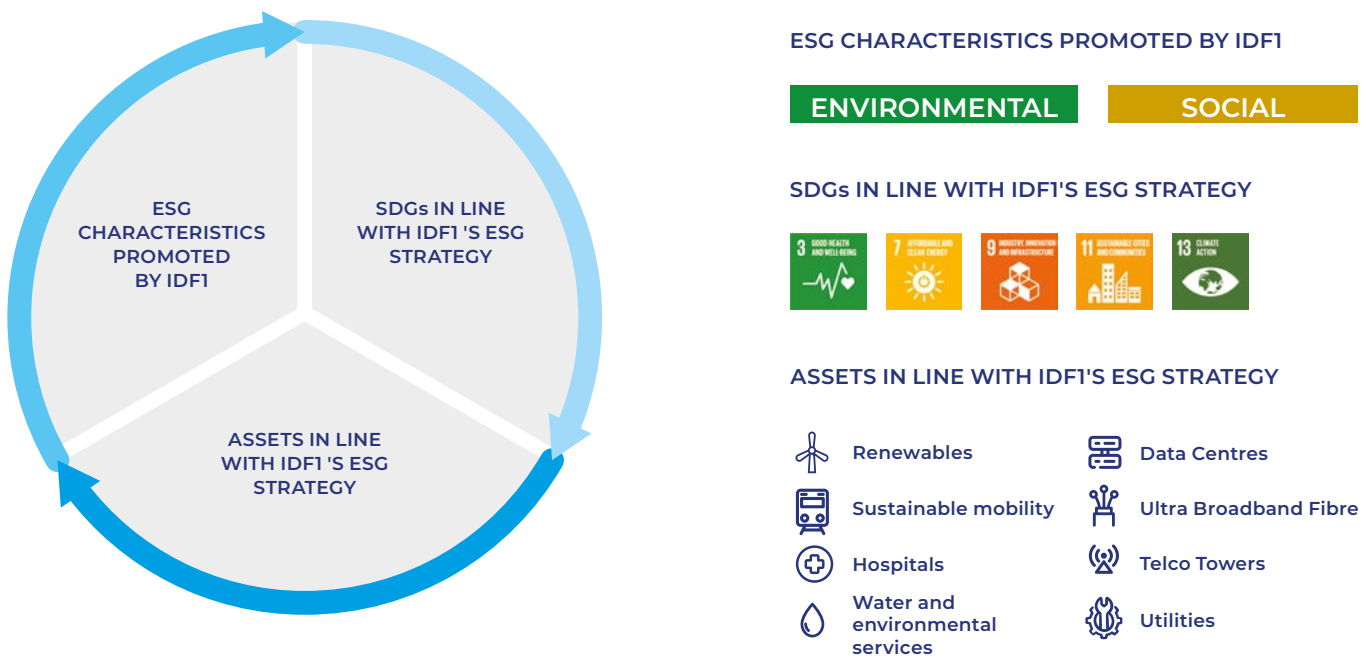 ESG
CHARACTERISTICS
PROMOTED
BY IDF1
SDGs IN LINE
WITH IDF1 'S ESG
STRATEGY
ASSETS IN LINE
WITH IDF1 'S ESG
STRATEGY
ESG CHARACTERISTICS PROMOTED BY IDF1
ENVIRONMENTAL
SOCIAL
SDGs IN LINE WITH IDF1'S ESG STRATEGY
3 GOOD HEALTH
AND WELL-BEING
7 AFFORDABLE AND
CLEAN ENERGY
9 INDUSTRY, INNOVATION
AND INFRASTRUCTURE
11 SUSTAINABLE CITIES
AND COMMUNITIES
13 CLIMATE
ACTION
ASSETS IN LINE WITH IDF1'S ESG STRATEGY
Renewables
Sustainable mobility
Hospitals
Water and
environmental
services
Data Centres
Ultra Broadband Fibre
Telco Towers
Utilities